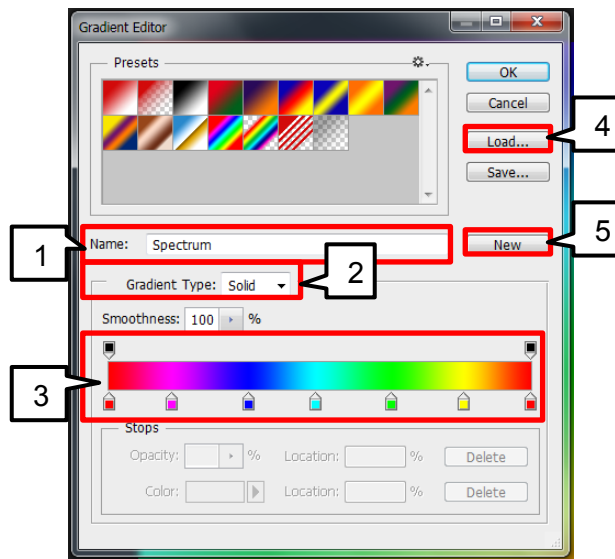 Gradient Editor
Presets
OK
Cancel
4
Load...
Save...
1
Name: Spectrum
New
5
2
Gradient Type: Solid
Smoothness: 100 %
3
Stops
Opacity: % Location: % Delete
Color: Location: % Delete